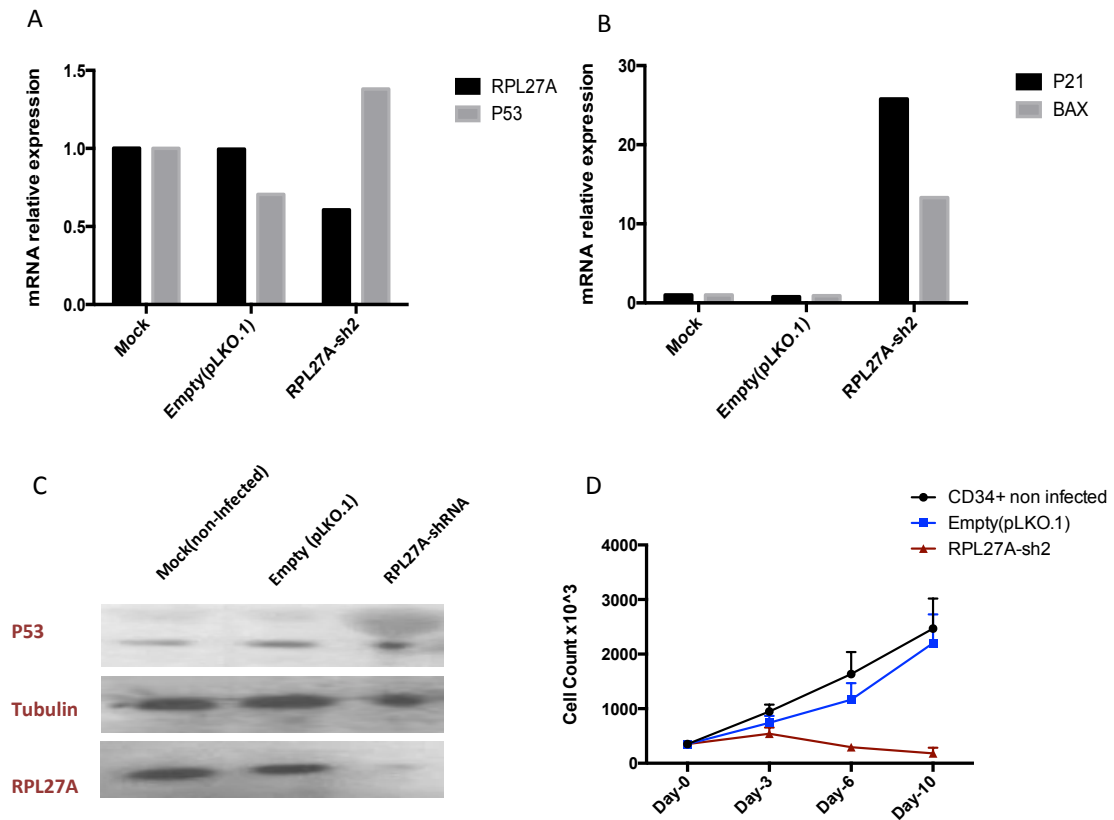 A
mRNA relative expression
1.5
1.0
0.5
0.0
Mock
Empty(pLKO.1)
RPL27A-sh2
RPL27A
P53
B
mRNA relative expression
30
20
10
0
Mock
Empty(pLKO.1)
RPL27A-sh2
P21
BAX
C
Mock(non-Infected)
Empty (pLKO.1)
RPL27A-shRNA
P53
Tubulin
RPL27A
D
CD34+ non infected
Empty(pLKO.1)
RPL27A-sh2
Cell Count x10^3
4000
3000
2000
1000
0
Day-0
Day-3
Day-6
Day-10